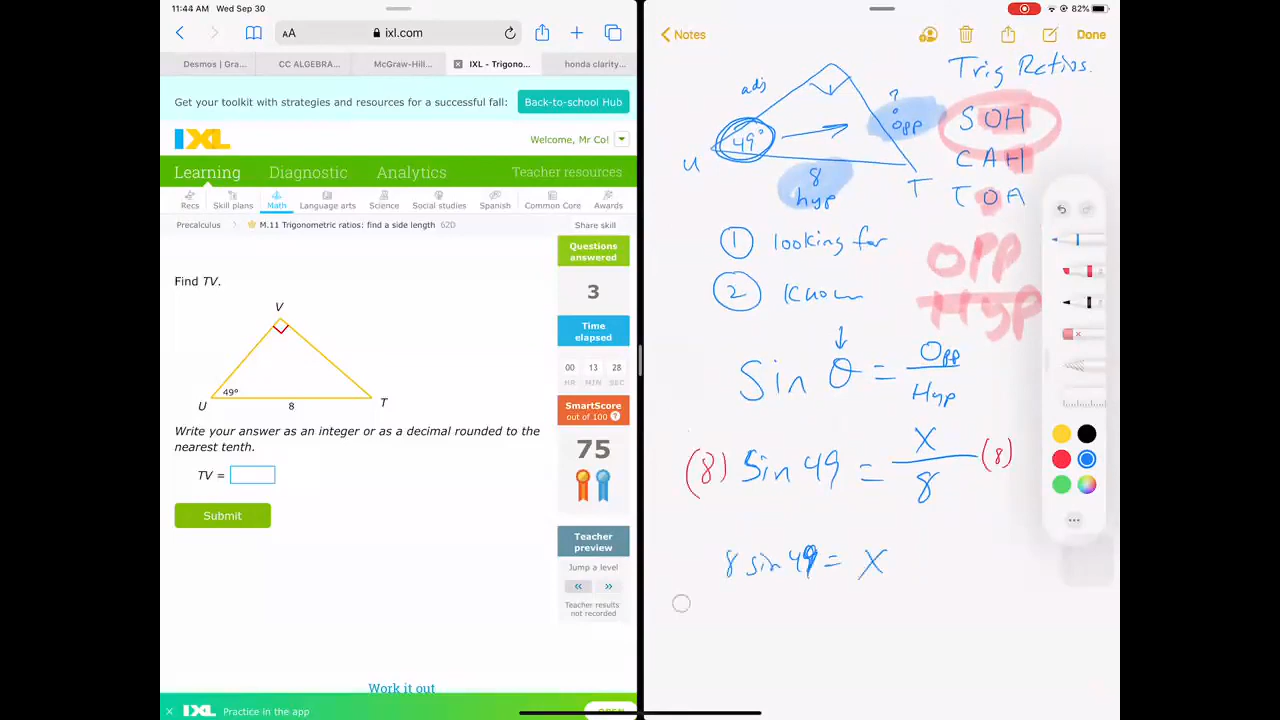 11:44 AM Wed Sep 30
82%
AA
ixl.com
Notes
Done
Desmos | Gra...
CC ALGEBRA...
McGraw-Hill...
IXL - Trigono...
honda clarity...
Get your toolkit with strategies and resources for a successful fall:
Back-to-school Hub
IXL
Welcome, Mr Co!
Learning
Diagnostic
Analytics
Teacher resources
Recs
Skill plans
Math
Language arts
Science
Social studies
Spanish
Common Core
Awards
Precalculus
M.11 Trigonometric ratios: find a side length
62D
Share skill
Questions answered
3
Time elapsed
00 13 28
HR MIN SEC
SmartScore
out of 100 ?
75
Teacher preview
Jump a level
<< >>
Teacher results not recorded
Find TV.
V
49°
U
8
T
Write your answer as an integer or as a decimal rounded to the
nearest tenth.
TV =
Submit
Work it out
× IXL Practice in the app
OPEN
Trig Ratios.
adj
?
opp
49°
U
8
hyp
T
SOH
CAH
TOA
① looking for
② Known
OPP
Hyp
Sin θ = Opp
Hyp
(8) Sin 49 = X (8)
8
8 sin 49 = X